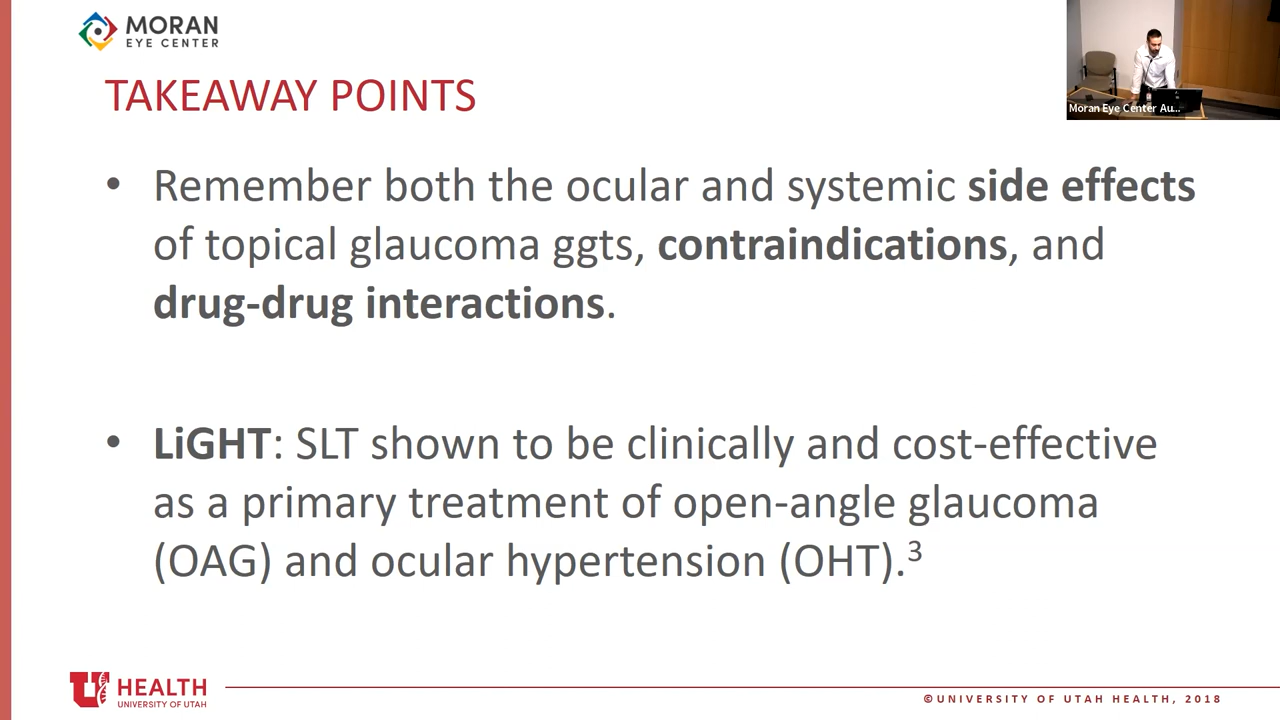 MORAN
EYE CENTER
Moran Eye Center Au...
TAKEAWAY POINTS
• Remember both the ocular and systemic side effects
of topical glaucoma ggts, contraindications, and
drug-drug interactions.
• LiGHT: SLT shown to be clinically and cost-effective
as a primary treatment of open-angle glaucoma
(OAG) and ocular hypertension (OHT).³
U HEALTH
UNIVERSITY OF UTAH
©UNIVERSITY OF UTAH HEALTH, 2018